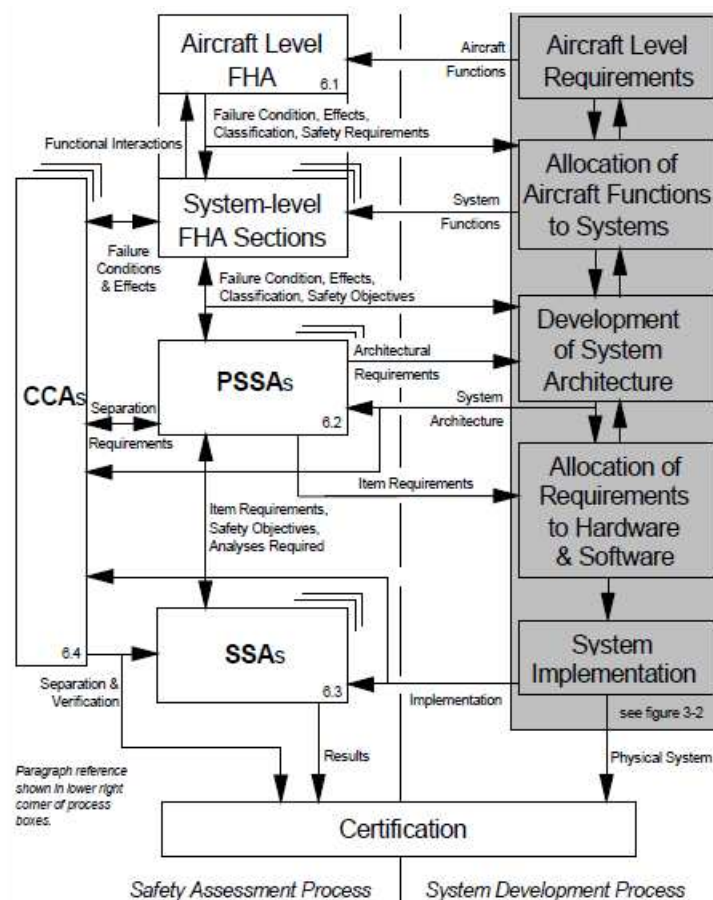 Aircraft Level
FHA
6.1
Aircraft
Functions
Aircraft Level
Requirements
Functional Interactions
Failure Condition, Effects,
Classification, Safety Requirements
System-level
FHA Sections
System
Functions
Allocation of
Aircraft Functions
to Systems
Failure
Conditions
& Effects
Failure Condition, Effects,
Classification, Safety Objectives
CCAs
6.4
PSSAs
6.2
Architectural
Requirements
Development
of System
Architecture
Separation
Requirements
System
Architecture
Item Requirements
Allocation of
Requirements
to Hardware
& Software
Item Requirements,
Safety Objectives,
Analyses Required
SSAs
6.3
System
Implementation
see figure 3-2
Separation &
Verification
Implementation
Results
Physical System
Paragraph reference
shown in lower right
corner of process
boxes.
Certification
Safety Assessment Process
System Development Process